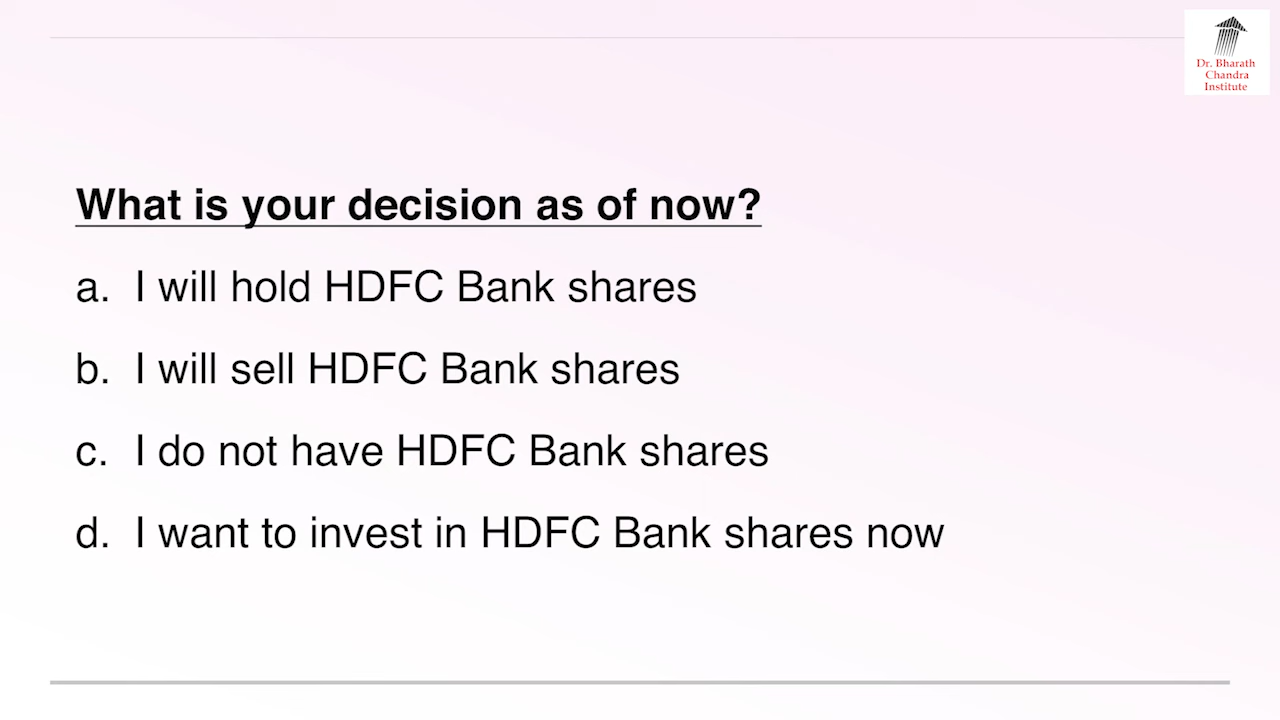 Dr. Bharath
Chandra
Institute
What is your decision as of now?
a. I will hold HDFC Bank shares
b. I will sell HDFC Bank shares
c. I do not have HDFC Bank shares
d. I want to invest in HDFC Bank shares now